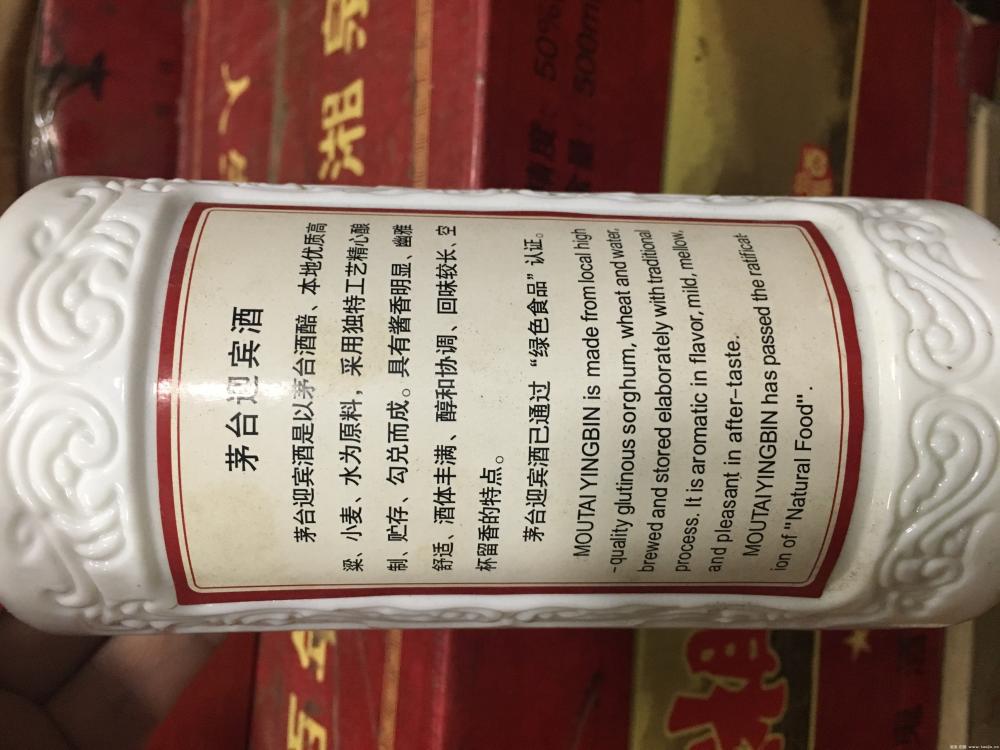 茅台迎宾酒
茅台迎宾酒是以茅台酒醅、本地优质高
粱、小麦、水为原料，采用独特工艺精心酿
制、贮存、勾兑而成。具有酱香明显、幽雅
舒适、酒体丰满、醇和协调、回味较长、空
杯留香的特点。
茅台迎宾酒已通过“绿色食品”认证。
MOUTAI YINGBIN is made from local high
-quality glutinous sorghum, wheat and water,
brewed and stored elaborately with traditional
process. It is aromatic in flavor, mild, mellow,
and pleasant in after-taste.
MOUTAI YINGBIN has passed the ratificat-
ion of "Natural Food".
湘泉
精度：50%
500ml